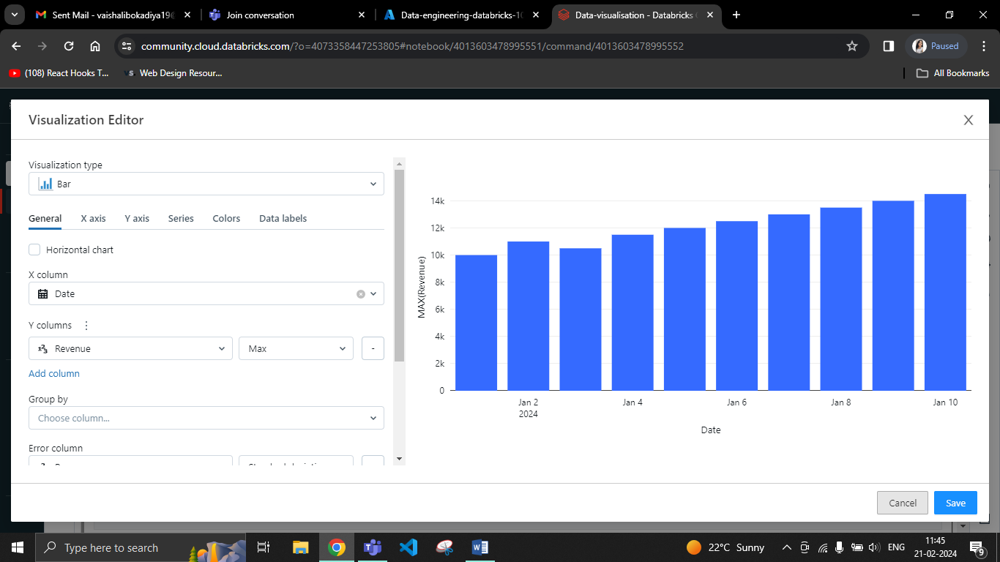 Sent Mail - vaishalibokadiya19@
Join conversation
Data-engineering-databricks-10
Data-visualisation - Databricks
community.cloud.databricks.com/?o=4073358447253805#notebook/4013603478995551/command/4013603478995552
Paused
(108) React Hooks T...
VS
Web Design Resour...
All Bookmarks
Visualization Editor
Visualization type
Bar
General X axis Y axis Series Colors Data labels
Horizontal chart
X column
Date
Y columns
Revenue
Max
-
Add column
Group by
Choose column...
Error column
MAX(Revenue)
14k
12k
10k
8k
6k
4k
2k
0
Jan 2 Jan 4 Jan 6 Jan 8 Jan 10
2024
Date
Cancel
Save
Type here to search
22°C Sunny
ENG
11:45
21-02-2024
9